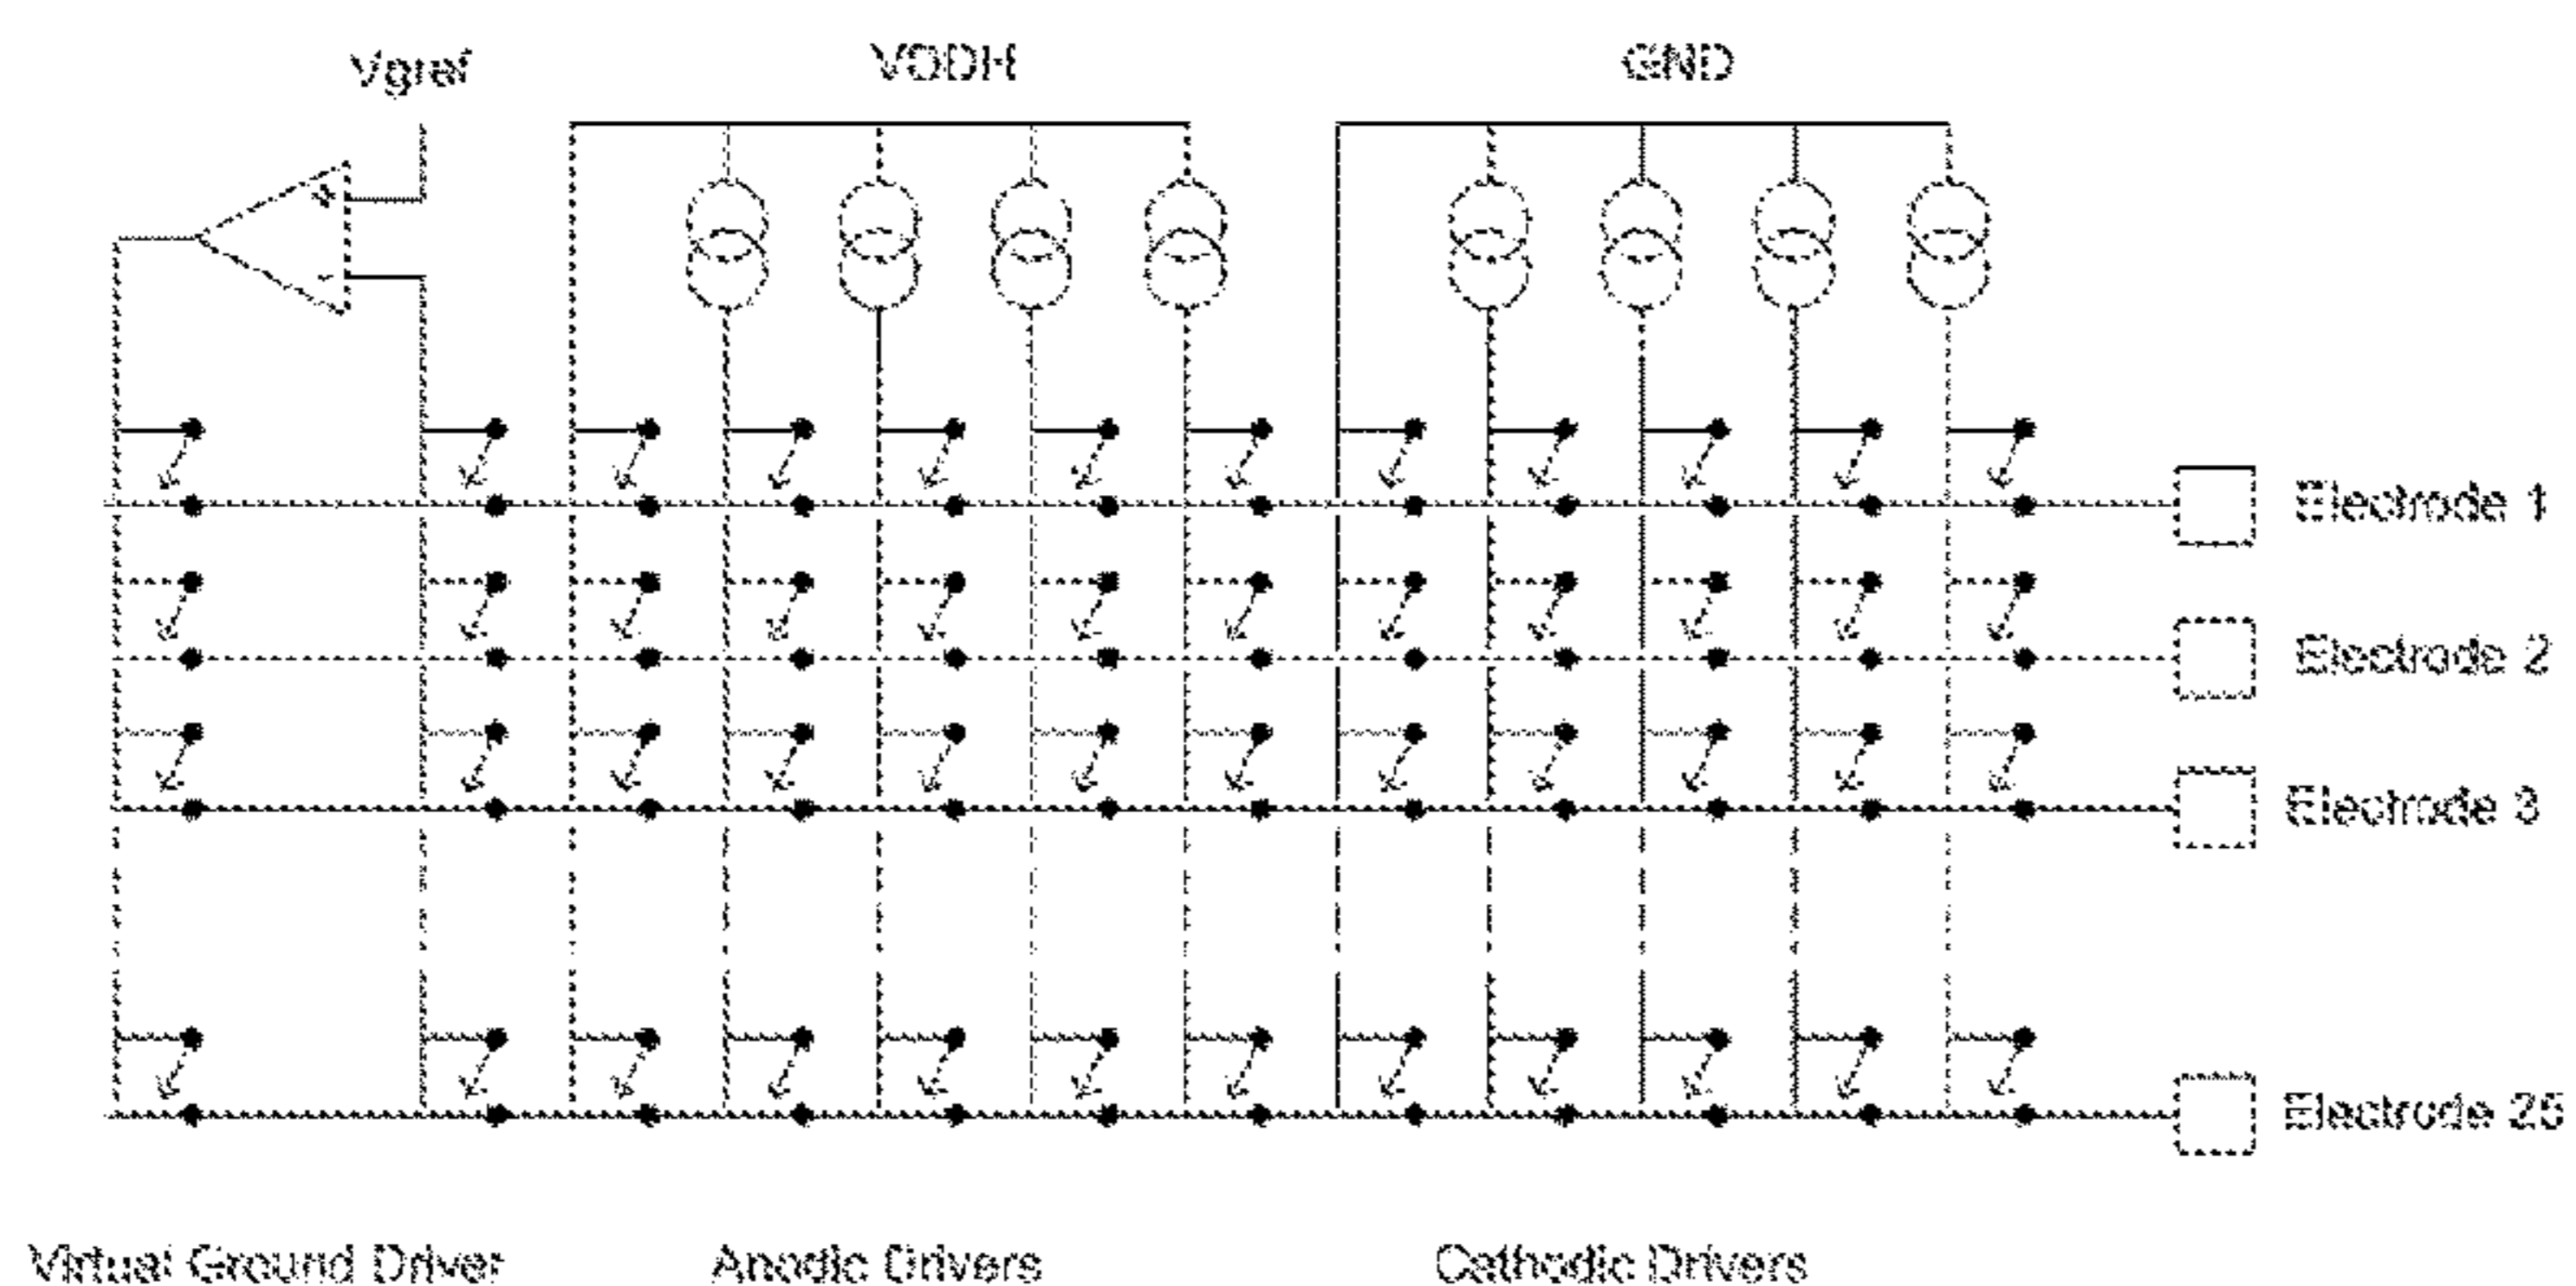 Vgref
VDDH
GND
+
-
Electrode 1
Electrode 2
Electrode 3
Electrode 25
Virtual Ground Driver
Anodic Drivers
Cathodic Drivers